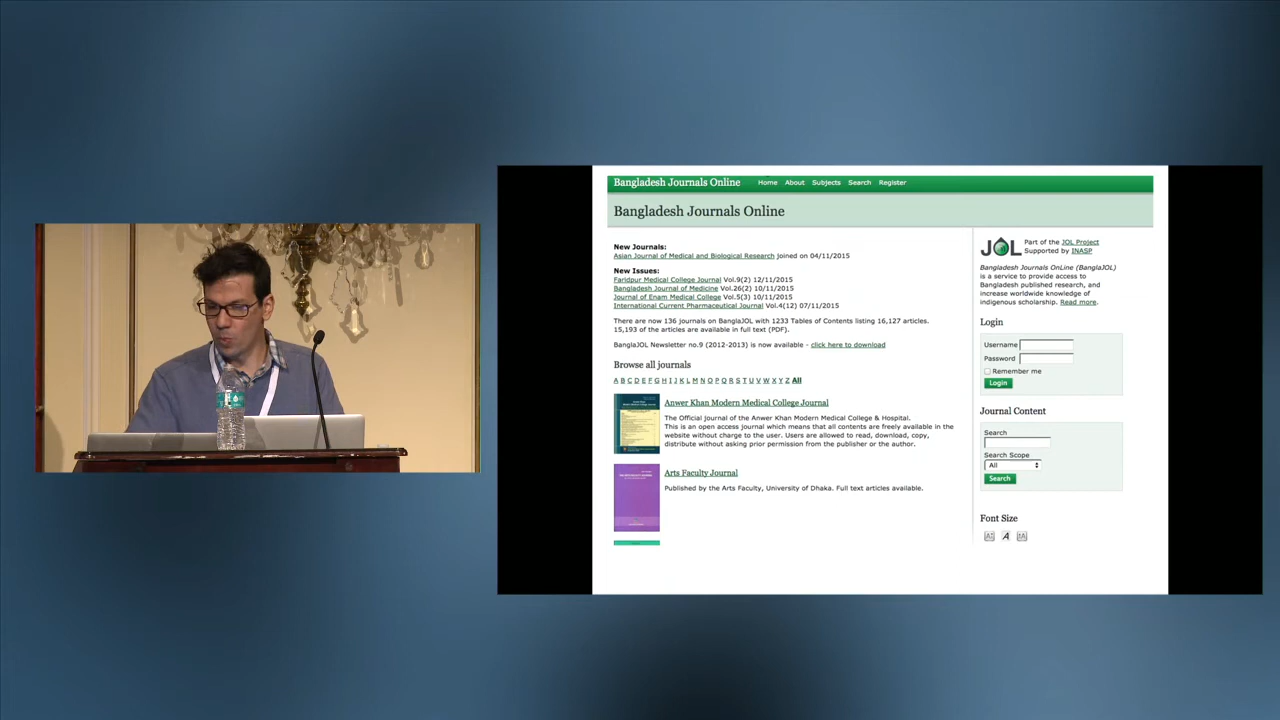 Bangladesh Journals Online Home About Subjects Search Register
Bangladesh Journals Online
New Journals:
Asian Journal of Medical and Biological Research joined on 04/11/2015
New Issues:
Faridpur Medical College Journal Vol.9(2) 12/11/2015
Bangladesh Journal of Medicine Vol.26(2) 10/11/2015
Journal of Enam Medical College Vol.5(3) 10/11/2015
International Current Pharmaceutical Journal Vol.4(12) 07/11/2015
There are now 136 journals on BanglaJOL with 1233 Tables of Contents listing 16,127 articles.
15,193 of the articles are available in full text (PDF).
BanglaJOL Newsletter no.9 (2012-2013) is now available - click here to download
Browse all journals
A B C D E F G H I J K L M N O P Q R S T U V W X Y Z All
Anwer Khan Modern Medical College Journal
The Official journal of the Anwer Khan Modern Medical College & Hospital.
This is an open access journal which means that all contents are freely available in the
website without charge to the user. Users are allowed to read, download, copy,
distribute without asking prior permission from the publisher or the author.
Arts Faculty Journal
Published by the Arts Faculty, University of Dhaka. Full text articles available.
JOL
Part of the JOL Project
Supported by INASP
Bangladesh Journals OnLine (BanglaJOL)
is a service to provide access to
Bangladesh published research, and
increase worldwide knowledge of
indigenous scholarship. Read more.
Login
Username
Password
Remember me
Login
Journal Content
Search
Search Scope
All
Search
Font Size
A A A